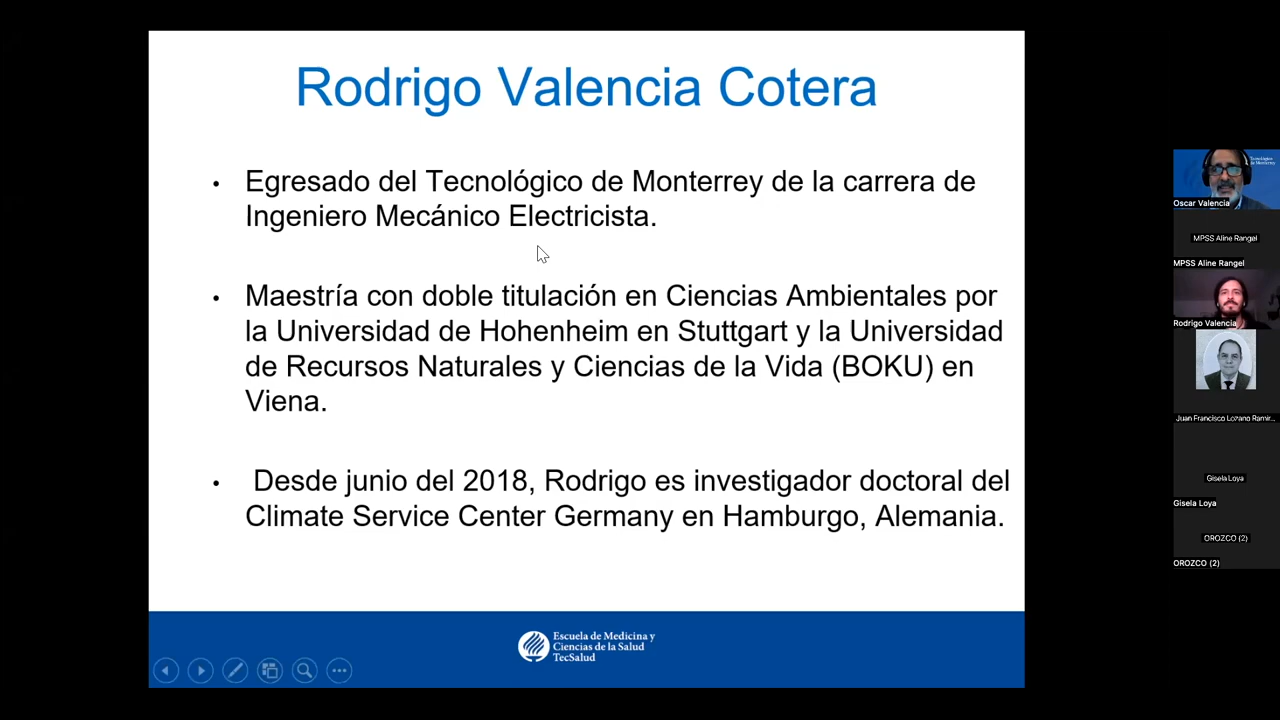 Rodrigo Valencia Cotera
• Egresado del Tecnológico de Monterrey de la carrera de
Ingeniero Mecánico Electricista.
• Maestría con doble titulación en Ciencias Ambientales por
la Universidad de Hohenheim en Stuttgart y la Universidad
de Recursos Naturales y Ciencias de la Vida (BOKU) en
Viena.
• Desde junio del 2018, Rodrigo es investigador doctoral del
Climate Service Center Germany en Hamburgo, Alemania.
Escuela de Medicina y
Ciencias de la Salud
TecSalud
Tecnológico
de Monterrey
Oscar Valencia
MPSS Aline Rangel
MPSS Aline Rangel
Rodrigo Valencia
Juan Francisco Lozano Ramir...
Gisela Loya
Gisela Loya
OROZCO (2)
OROZCO (2)